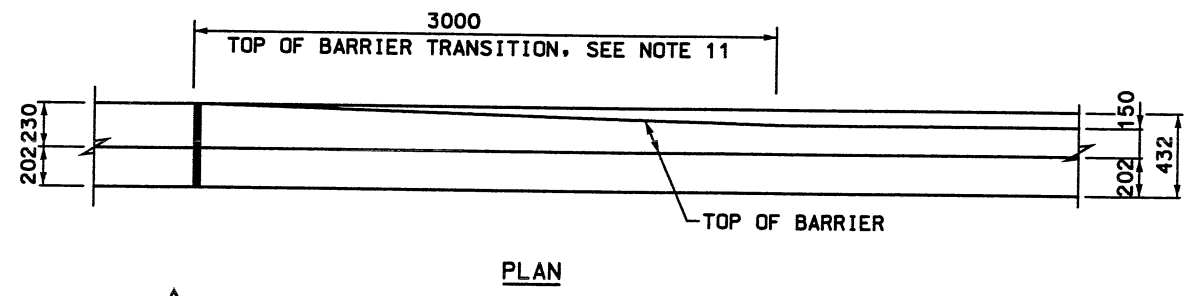 3000
TOP OF BARRIER TRANSITION, SEE NOTE 11
230
202
150
202
432
TOP OF BARRIER
PLAN